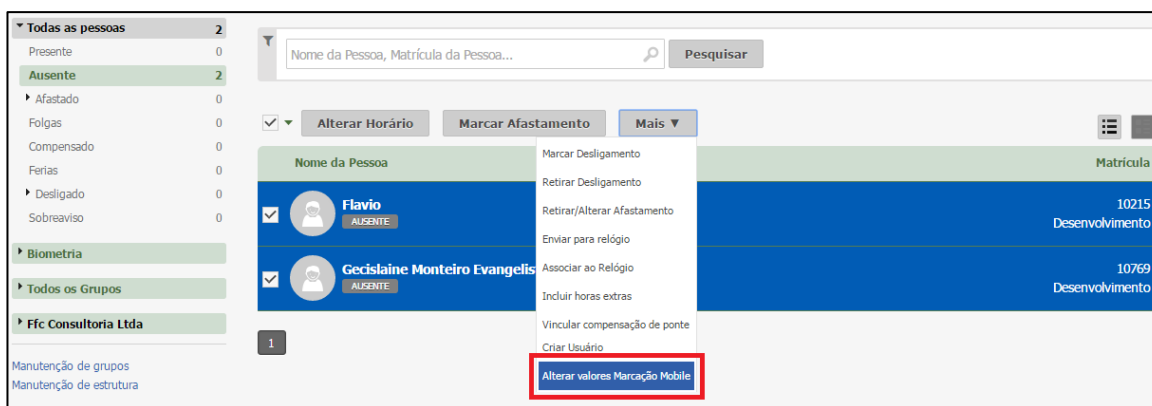 Todas as pessoas 2
Presente 0
Ausente 2
Afastado 0
Folgas 0
Compensado 0
Ferias 0
Desligado 0
Sobreaviso 0
Biometria
Todos os Grupos
Ffc Consultoria Ltda
Manutenção de grupos
Manutenção de estrutura
Nome da Pessoa, Matrícula da Pessoa...
Pesquisar
Alterar Horário Marcar Afastamento Mais ▼
Nome da Pessoa Matrícula
Flavio 10215
AUSENTE Desenvolvimento
Gecislaine Monteiro Evangelis 10769
AUSENTE Desenvolvimento
1
Marcar Desligamento
Retirar Desligamento
Retirar/Alterar Afastamento
Enviar para relógio
Associar ao Relógio
Incluir horas extras
Vincular compensação de ponte
Criar Usuário
Alterar valores Marcação Mobile